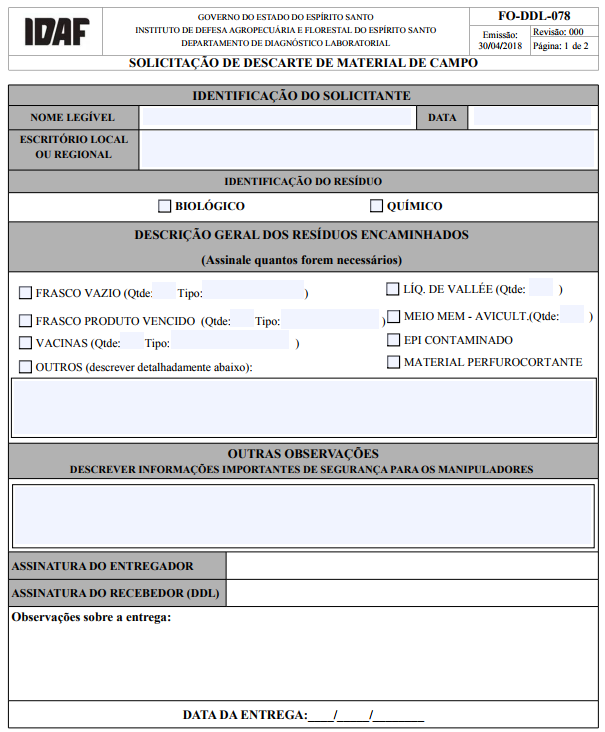 IDAF
GOVERNO DO ESTADO DO ESPÍRITO SANTO
INSTITUTO DE DEFESA AGROPECUÁRIA E FLORESTAL DO ESPÍRITO SANTO
DEPARTAMENTO DE DIAGNÓSTICO LABORATORIAL
FO-DDL-078
Emissão:
30/04/2018
Revisão: 000
Página: 1 de 2
SOLICITAÇÃO DE DESCARTE DE MATERIAL DE CAMPO
IDENTIFICAÇÃO DO SOLICITANTE
NOME LEGÍVEL DATA
ESCRITÓRIO LOCAL
OU REGIONAL
IDENTIFICAÇÃO DO RESÍDUO
BIOLÓGICO QUÍMICO
DESCRIÇÃO GERAL DOS RESÍDUOS ENCAMINHADOS
(Assinale quantos forem necessários)
FRASCO VAZIO (Qtde: Tipo: )
FRASCO PRODUTO VENCIDO (Qtde: Tipo: )
VACINAS (Qtde: Tipo: )
OUTROS (descrever detalhadamente abaixo):
LÍQ. DE VALLÉE (Qtde: )
MEIO MEM - AVICULT.(Qtde: )
EPI CONTAMINADO
MATERIAL PERFUROCORTANTE
OUTRAS OBSERVAÇÕES
DESCREVER INFORMAÇÕES IMPORTANTES DE SEGURANÇA PARA OS MANIPULADORES
ASSINATURA DO ENTREGADOR
ASSINATURA DO RECEBEDOR (DDL)
Observações sobre a entrega:
DATA DA ENTREGA:____/_____/________